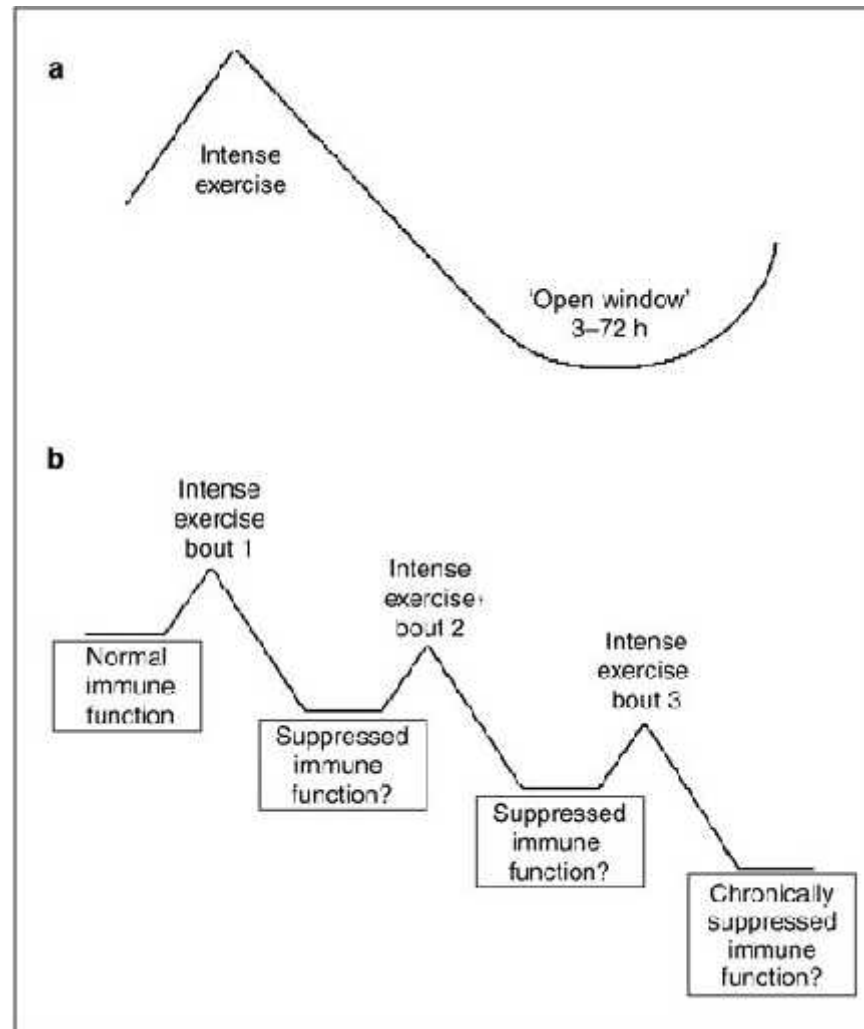 a
Intense
exercise
'Open window'
3–72 h
b
Intense
exercise
bout 1
Intense
exercise
bout 2
Intense
exercise
bout 3
Normal
immune
function
Suppressed
immune
function?
Suppressed
immune
function?
Chronically
suppressed
immune
function?